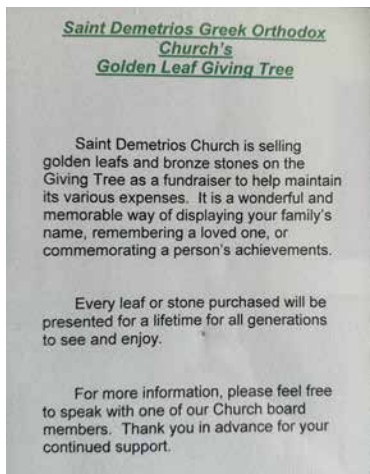 Saint Demetrios Greek Orthodox
Church's
Golden Leaf Giving Tree
Saint Demetrios Church is selling
golden leafs and bronze stones on the
Giving Tree as a fundraiser to help maintain
its various expenses. It is a wonderful and
memorable way of displaying your family's
name, remembering a loved one, or
commemorating a person's achievements.
Every leaf or stone purchased will be
presented for a lifetime for all generations
to see and enjoy.
For more information, please feel free
to speak with one of our Church board
members. Thank you in advance for your
continued support.